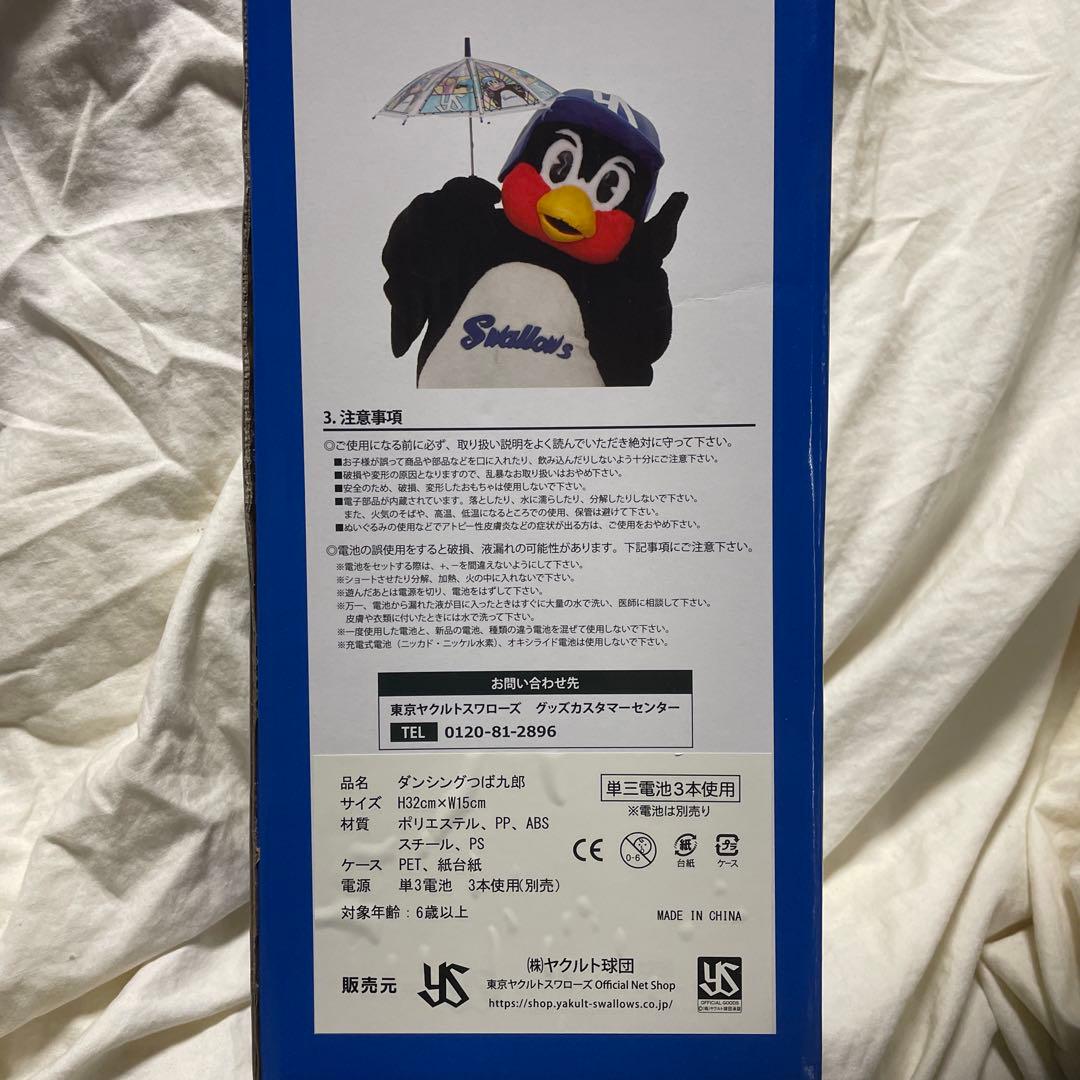 YS
Swallows
3. 注意事項
◎ご使用になる前に必ず、取り扱い説明をよく読んでいただき絶対に守って下さい。
■お子様が誤って商品や部品などを口に入れたり、飲み込んだりしないよう十分にご注意下さい。
■破損や変形の原因となりますので、乱暴なお取り扱いはおやめ下さい。
■安全のため、破損、変形したおもちゃは使用しないで下さい。
■電子部品が内蔵されています。落としたり、水に濡らしたり、分解したりしないで下さい。
また、火気のそばや、高温、低温になるところでの使用、保管は避けて下さい。
■ぬいぐるみの使用などでアトピー性皮膚炎などの症状が出る方は、ご使用をおやめ下さい。
◎電池の誤使用をすると破損、液漏れの可能性があります。下記事項にご注意下さい。
※電池をセットする際は、+、−を間違えないようにして下さい。
※ショートさせたり分解、加熱、火の中に入れないで下さい。
※遊んだあとは電源を切り、電池をはずして下さい。
※万一、電池から漏れた液が目に入ったときはすぐに大量の水で洗い、医師に相談して下さい。
皮膚や衣類に付いたときには水で洗って下さい。
※一度使用した電池と、新品の電池、種類の違う電池を混ぜて使用しないで下さい。
※充電式電池（ニッカド・ニッケル水素）、オキシライド電池は使用しないで下さい。
お問い合わせ先
東京ヤクルトスワローズ　グッズカスタマーセンター
TEL 0120-81-2896
品名　ダンシングつば九郎
サイズ　H32cm×W15cm
材質　ポリエステル、PP、ABS
スチール、PS
ケース　PET、紙台紙
電源　単3電池　3本使用(別売)
対象年齢：6歳以上
単三電池3本使用
※電池は別売り
CE
0-6
紙
台紙
プラ
ケース
MADE IN CHINA
販売元
YS
㈱ヤクルト球団
東京ヤクルトスワローズ Official Net Shop
https://shop.yakult-swallows.co.jp/
YS
OFFICIAL GOODS
©(株)ヤクルト球団承認